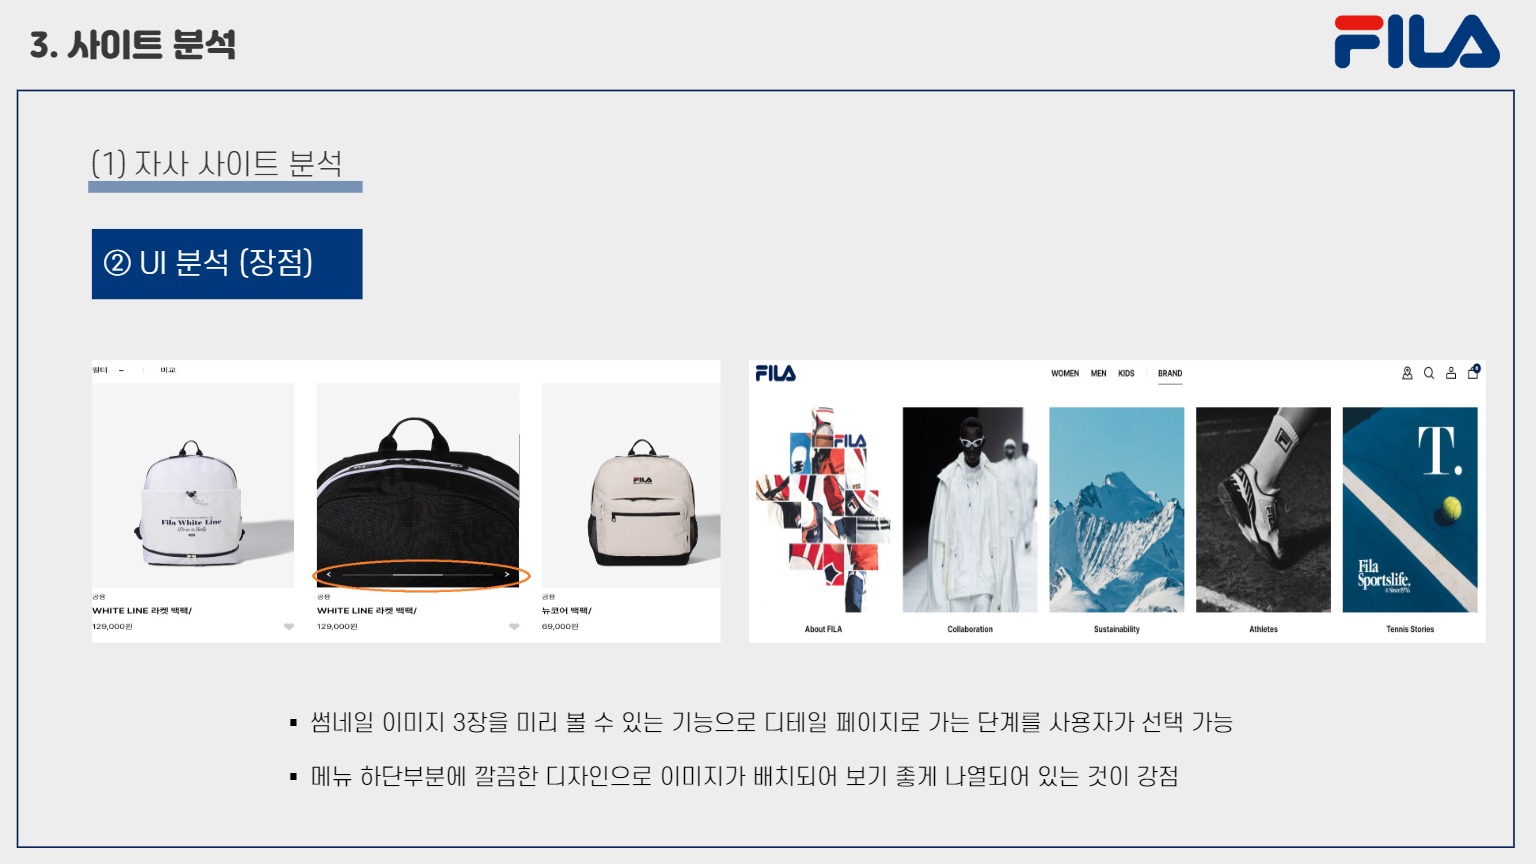 3. 사이트 분석
FILA
(1) 자사 사이트 분석
② UI 분석 (장점)
필터 – 비교
Fila White Line
FILA
공용
WHITE LINE 라켓 백팩/
129,000원
공용
WHITE LINE 라켓 백팩/
129,000원
공용
뉴코어 백팩/
69,000원
FILA
WOMEN MEN KIDS BRAND
FILA
FILA
T.
Fila
Sportslife.
About FILA
Collaboration
Sustainability
Athletes
Tennis Stories
▪ 썸네일 이미지 3장을 미리 볼 수 있는 기능으로 디테일 페이지로 가는 단계를 사용자가 선택 가능
▪ 메뉴 하단부분에 깔끔한 디자인으로 이미지가 배치되어 보기 좋게 나열되어 있는 것이 강점